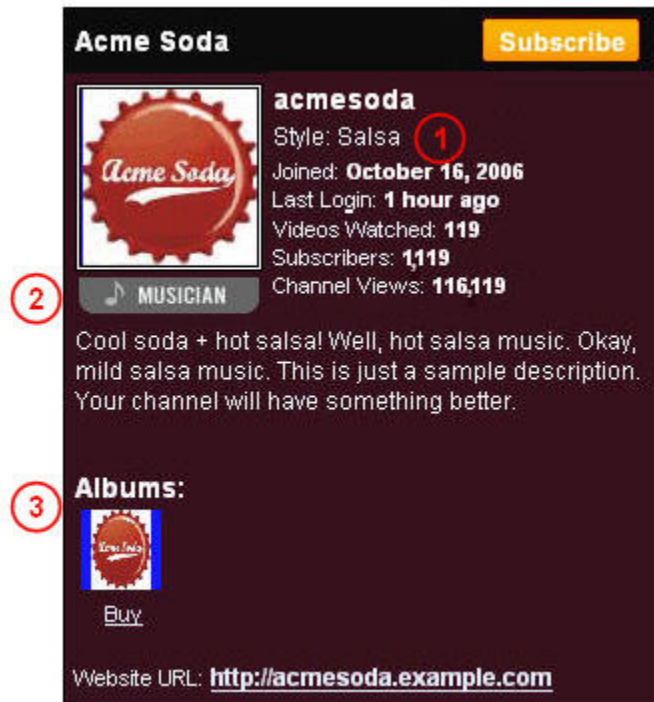 Acme Soda
Subscribe
Acme Soda
acmesoda
Style: Salsa
1
Joined: October 16, 2006
Last Login: 1 hour ago
Videos Watched: 119
Subscribers: 1,119
Channel Views: 116,119
2
MUSICIAN
Cool soda + hot salsa! Well, hot salsa music. Okay,
mild salsa music. This is just a sample description.
Your channel will have something better.
3
Albums:
Acme Soda
Buy
Website URL: http://acmesoda.example.com